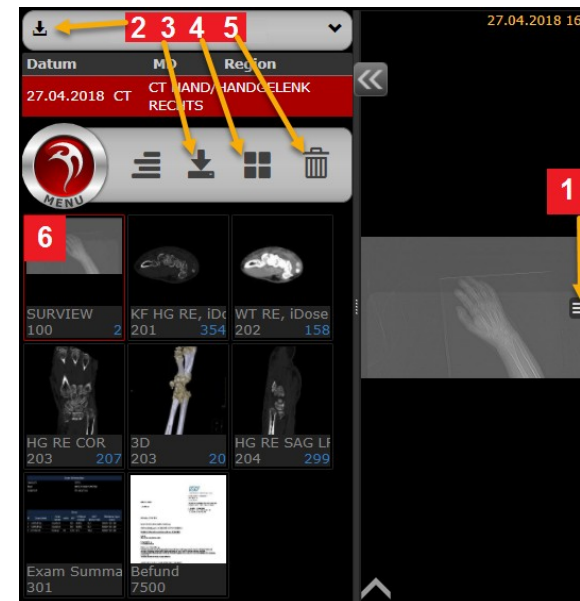 27.04.2018 16
2 3 4 5
Datum MD Region
27.04.2018 CT CT HAND/HANDGELENK RECHTS
MENU
1
6
SURVIEW
100 2
KF HG RE, iDo
201 354
WT RE, iDose
202 158
HG RE COR
203 207
3D
203 20
HG RE SAG LF
204 299
Exam Summa
301
Befund
7500